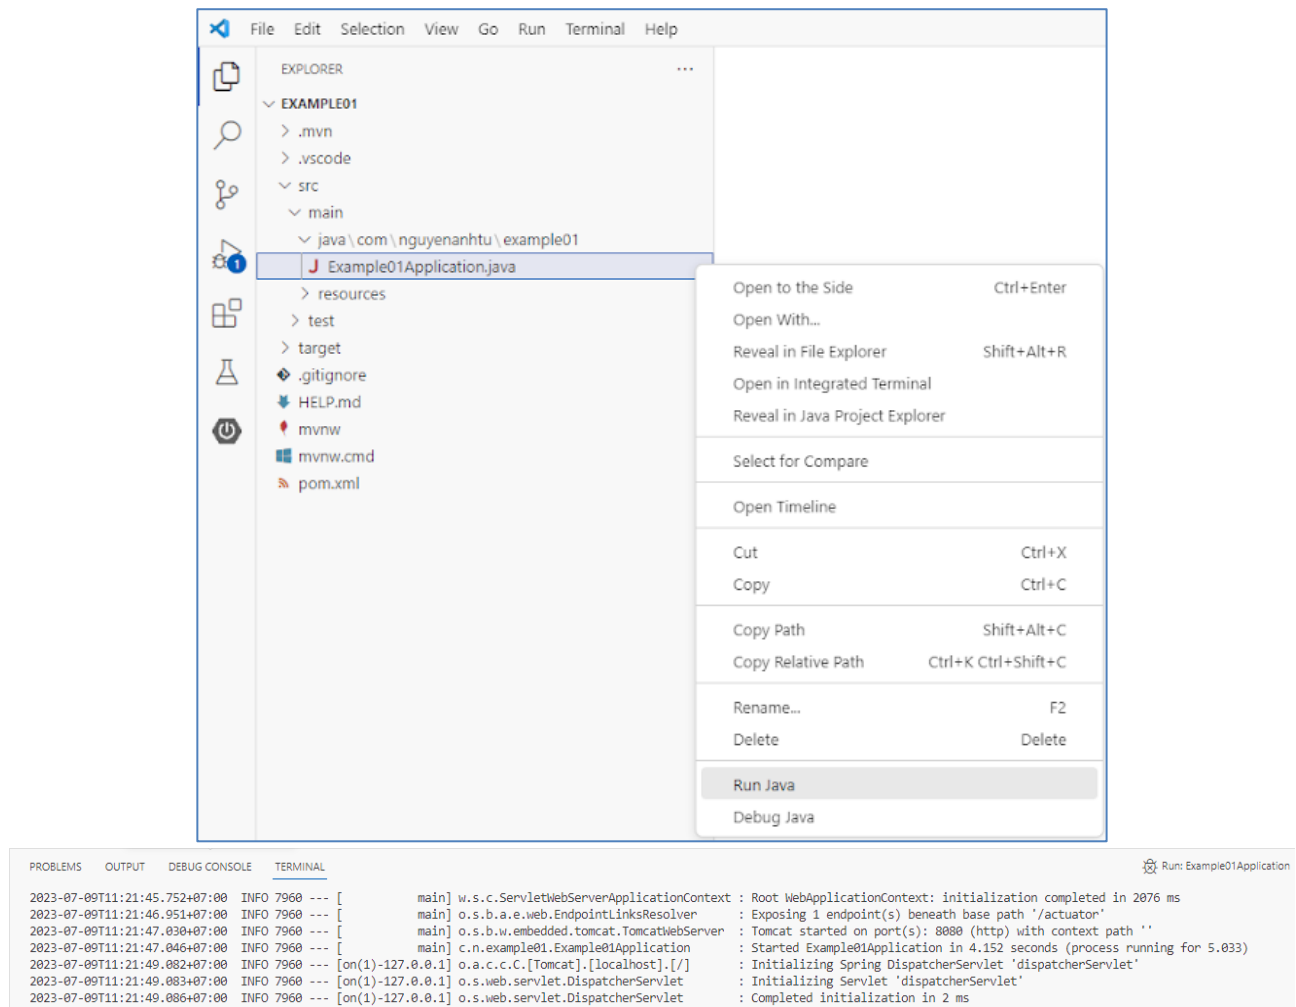 File Edit Selection View Go Run Terminal Help
EXPLORER ···
EXAMPLE01
.mvn
.vscode
src
main
java\com\nguyenanhtu\example01
J Example01Application.java
resources
test
target
.gitignore
HELP.md
mvnw
mvnw.cmd
pom.xml
1
Open to the Side Ctrl+Enter
Open With...
Reveal in File Explorer Shift+Alt+R
Open in Integrated Terminal
Reveal in Java Project Explorer
Select for Compare
Open Timeline
Cut Ctrl+X
Copy Ctrl+C
Copy Path Shift+Alt+C
Copy Relative Path Ctrl+K Ctrl+Shift+C
Rename... F2
Delete Delete
Run Java
Debug Java
PROBLEMS OUTPUT DEBUG CONSOLE TERMINAL Run: Example01Application
2023-07-09T11:21:45.752+07:00 INFO 7960 --- [ main] w.s.c.ServletWebServerApplicationContext : Root WebApplicationContext: initialization completed in 2076 ms
2023-07-09T11:21:46.951+07:00 INFO 7960 --- [ main] o.s.b.a.e.web.EndpointLinksResolver : Exposing 1 endpoint(s) beneath base path '/actuator'
2023-07-09T11:21:47.030+07:00 INFO 7960 --- [ main] o.s.b.w.embedded.tomcat.TomcatWebServer : Tomcat started on port(s): 8080 (http) with context path ''
2023-07-09T11:21:47.046+07:00 INFO 7960 --- [ main] c.n.example01.Example01Application : Started Example01Application in 4.152 seconds (process running for 5.033)
2023-07-09T11:21:49.082+07:00 INFO 7960 --- [on(1)-127.0.0.1] o.a.c.c.C.[Tomcat].[localhost].[/] : Initializing Spring DispatcherServlet 'dispatcherServlet'
2023-07-09T11:21:49.083+07:00 INFO 7960 --- [on(1)-127.0.0.1] o.s.web.servlet.DispatcherServlet : Initializing Servlet 'dispatcherServlet'
2023-07-09T11:21:49.086+07:00 INFO 7960 --- [on(1)-127.0.0.1] o.s.web.servlet.DispatcherServlet : Completed initialization in 2 ms